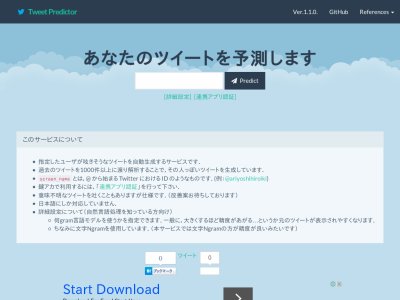 Tweet Predictor
Ver.1.1.0.
GitHub
References
あなたのツイートを予測します
Predict
[詳細設定] [連携アプリ認証]
このサービスについて
指定したユーザが呟きそうなツイートを自動生成するサービスです。
過去のツイートを1000件以上に渡り解析することで、その人っぽいツイートを生成しています。
screen_name とは、@ から始まる Twitter における ID のようなものです。(例: @ariyoshihiroiki)
鍵アカで利用するには、「連携アプリ認証」を行って下さい。
意味不明なツイートを吐くこともありますが仕様です。(改善案お待ちしております)
日本語にしか対応していません。
詳細設定について(自然言語処理を知っている方向け)
何gram言語モデルを使うかを指定できます。一般に、大きくするほど精度があがる…というか元のツイートが表示されやすくなります。
ちなみに文字Ngramを使用しています。(本サービスでは文字Ngramの方が精度が良いみたいです)
0 ツイート 0
B! ブックマーク
Start Download